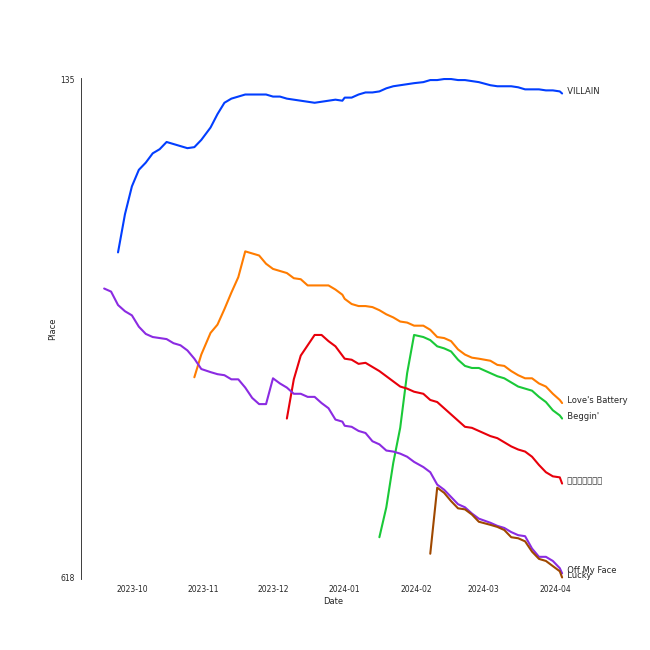 135
VILLAIN
Place
Love's Battery
Beggin'
Off My Face
Lucky
618
2023-10 2023-11 2023-12 2024-01 2024-02 2024-03 2024-04
Date